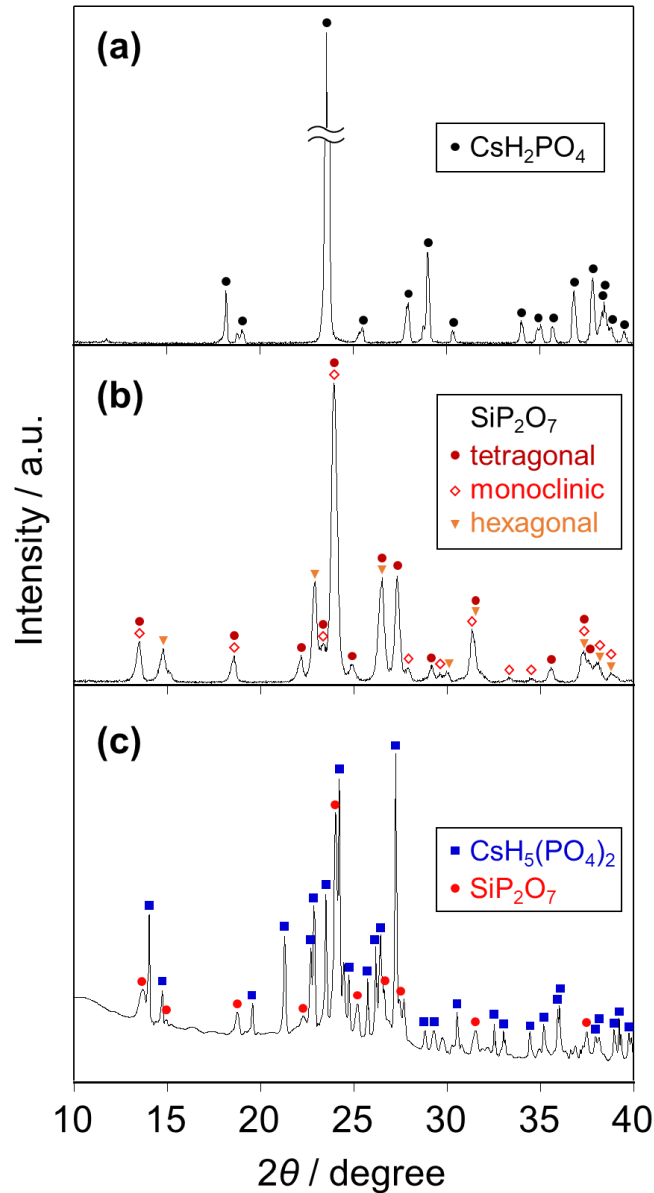 (a)
CsH₂PO₄
(b)
SiP₂O₇
tetragonal
monoclinic
hexagonal
(c)
CsH₅(PO₄)₂
SiP₂O₇
Intensity / a.u.
10 15 20 25 30 35 40
2θ / degree